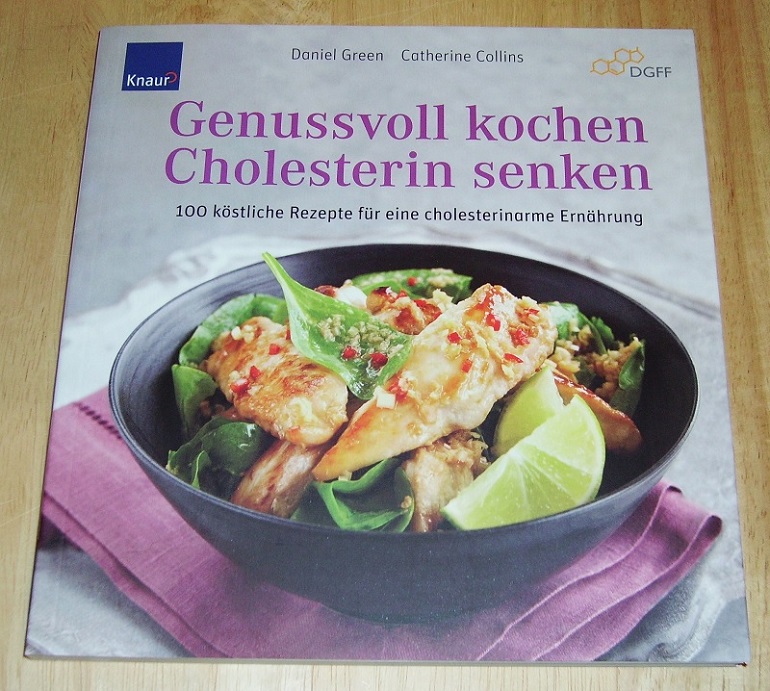 Knaur
Daniel Green Catherine Collins
DGFF
Genussvoll kochen
Cholesterin senken
100 köstliche Rezepte für eine cholesterinarme Ernährung